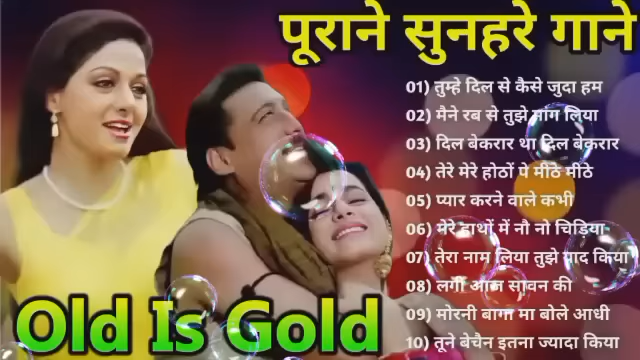 पूराने सुनहरे गाने
01) तुम्हे दिल से कैसे जुदा हम
02) मैने रब से तुझे मांग लिया
03) दिल बेकरार था दिल बेकरार
04) तेरे मेरे होठों पे मीठे मीठे
05) प्यार करने वाले कभी
06) मेरे हाथों में नौ नो चिड़िया
07) तेरा नाम लिया तुझे याद किया
08) लगी आज सावन की
09) मोरनी बागा मा बोले आधी
10) तूने बेचैन इतना ज्यादा किया
Old Is Gold